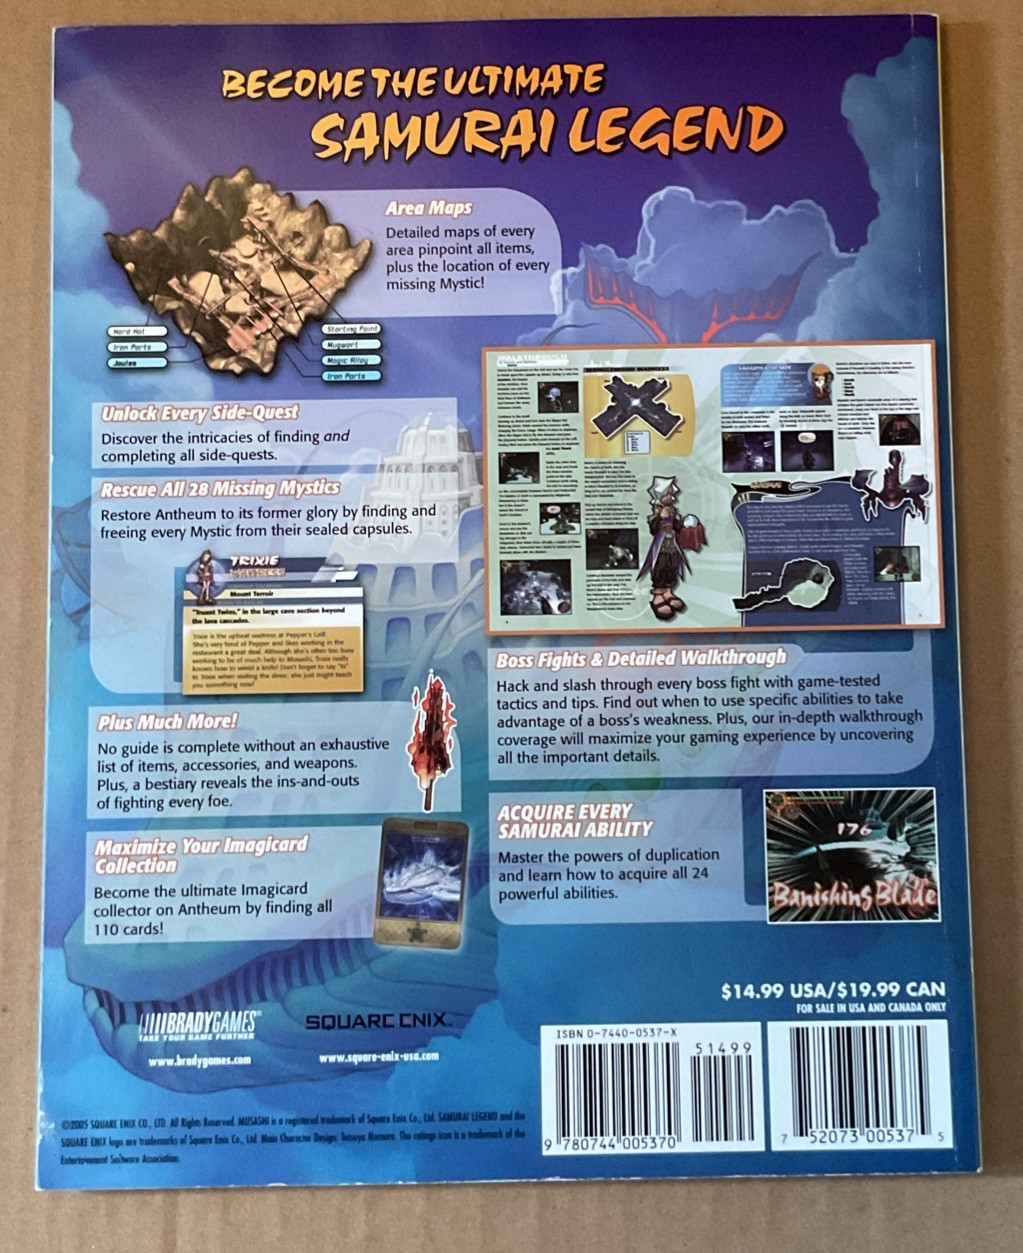 BECOME THE ULTIMATE
SAMURAI LEGEND
Area Maps
Detailed maps of every
area pinpoint all items,
plus the location of every
missing Mystic!
Hard Hat
Iron Parts
Joules
Starting Point
Mugwort
Magic Alloy
Iron Parts
Unlock Every Side-Quest
Discover the intricacies of finding and
completing all side-quests.
Rescue All 28 Missing Mystics
Restore Antheum to its former glory by finding and
freeing every Mystic from their sealed capsules.
TRIXIE
WAITRESS
Mount Terroir
"Truant Twins," in the large cave section beyond
the lava cascades.
Trixie is the upbeat waitress at Pepper's Grill.
She's very fond of Pepper and likes working in the
restaurant a great deal. Although she's often too busy
working to be of much help to Musashi, Trixie really
knows how to wield a knife! Don't forget to say "hi"
to Trixie when visiting the diner; she just might teach
you something new!
Plus Much More!
No guide is complete without an exhaustive
list of items, accessories, and weapons.
Plus, a bestiary reveals the ins-and-outs
of fighting every foe.
Maximize Your Imagicard
Collection
Become the ultimate Imagicard
collector on Antheum by finding all
110 cards!
WALKTHROUGH
Boss Fights & Detailed Walkthrough
Hack and slash through every boss fight with game-tested
tactics and tips. Find out when to use specific abilities to take
advantage of a boss's weakness. Plus, our in-depth walkthrough
coverage will maximize your gaming experience by uncovering
all the important details.
ACQUIRE EVERY
SAMURAI ABILITY
Master the powers of duplication
and learn how to acquire all 24
powerful abilities.
176
Banishing Blade
$14.99 USA/$19.99 CAN
FOR SALE IN USA AND CANADA ONLY
BRADYGAMES®
TAKE YOUR GAME FURTHER
www.bradygames.com
SQUARE ENIX™
www.square-enix-usa.com
ISBN 0-7440-0537-X
51499
9 780744 005370
7 52073 00537 5
©2005 SQUARE ENIX CO., LTD. All Rights Reserved. MUSASHI is a registered trademark of Square Enix Co., Ltd. SAMURAI LEGEND and the
SQUARE ENIX logo are trademarks of Square Enix Co., Ltd. Main Character Design: Tetsuya Nomura. The ratings icon is a trademark of the
Entertainment Software Association.